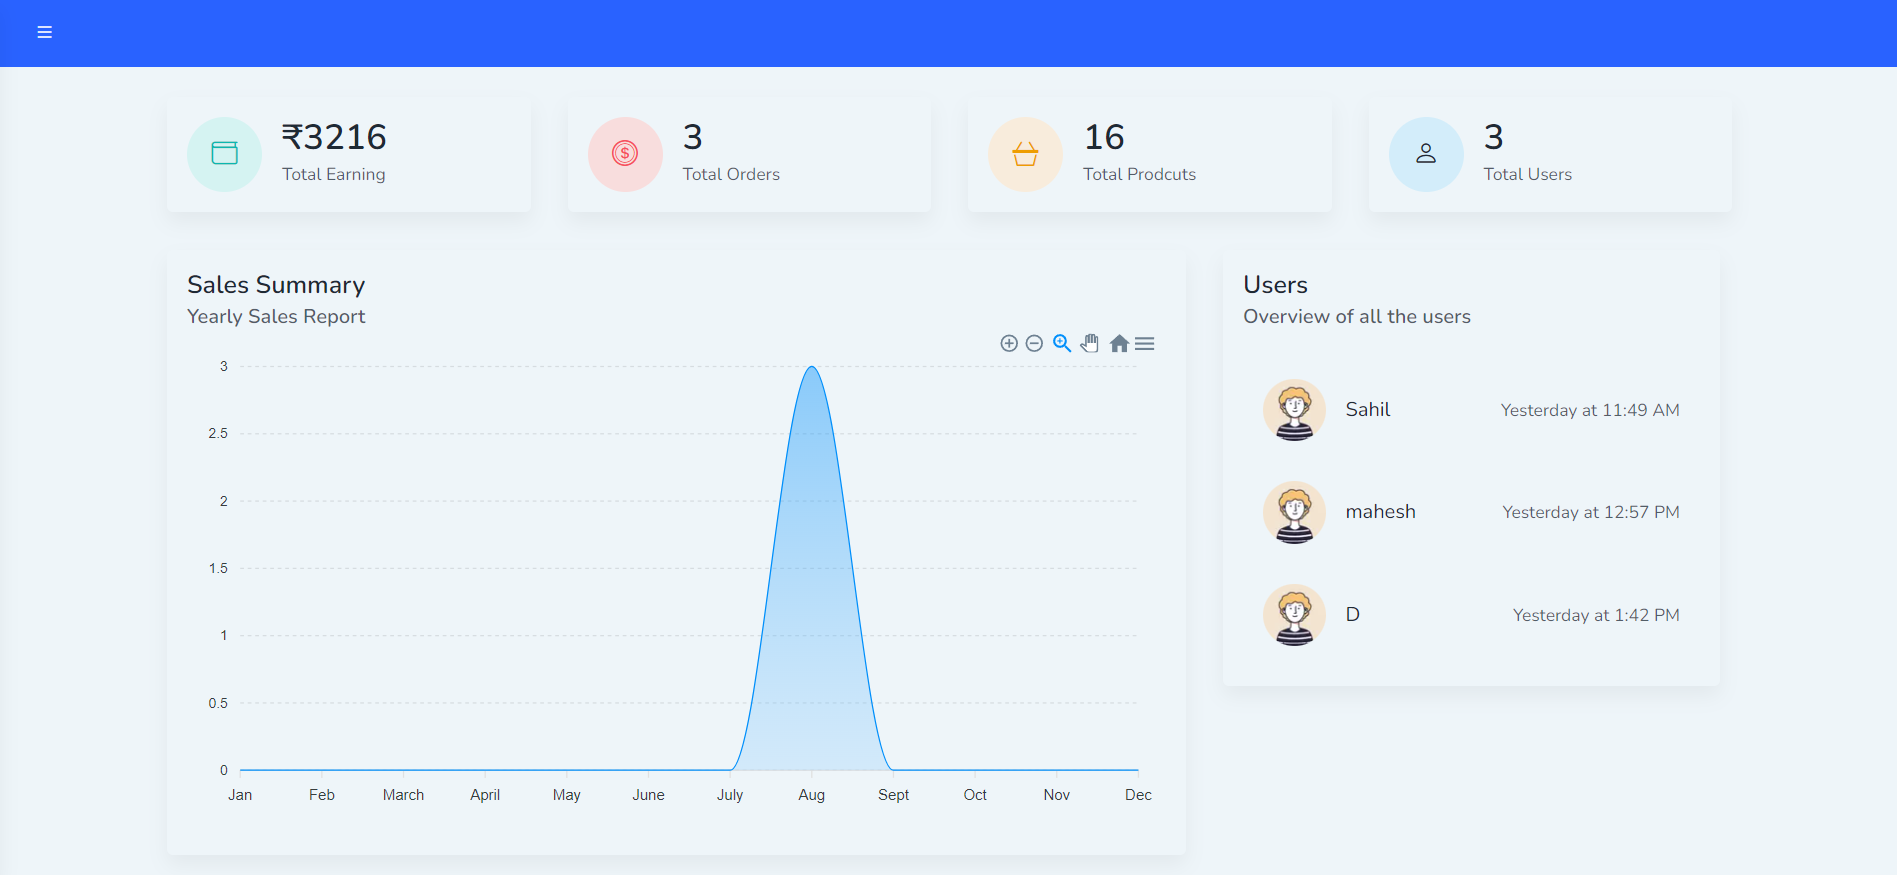 ₹3216
Total Earning
3
Total Orders
16
Total Prodcuts
3
Total Users
Sales Summary
Yearly Sales Report
3
2.5
2
1.5
1
0.5
0
Jan Feb March April May June July Aug Sept Oct Nov Dec
Users
Overview of all the users
Sahil Yesterday at 11:49 AM
mahesh Yesterday at 12:57 PM
D Yesterday at 1:42 PM